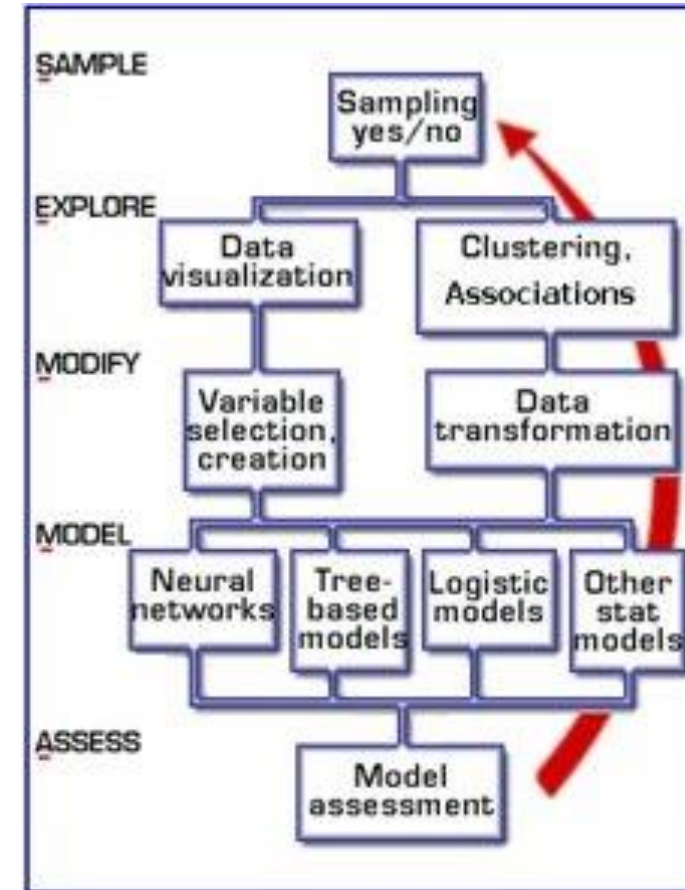 SAMPLE
Sampling
yes/no
EXPLORE
Data
visualization
Clustering,
Associations
MODIFY
Variable
selection,
creation
Data
transformation
MODEL
Neural
networks
Tree-
based
models
Logistic
models
Other
stat
models
ASSESS
Model
assessment